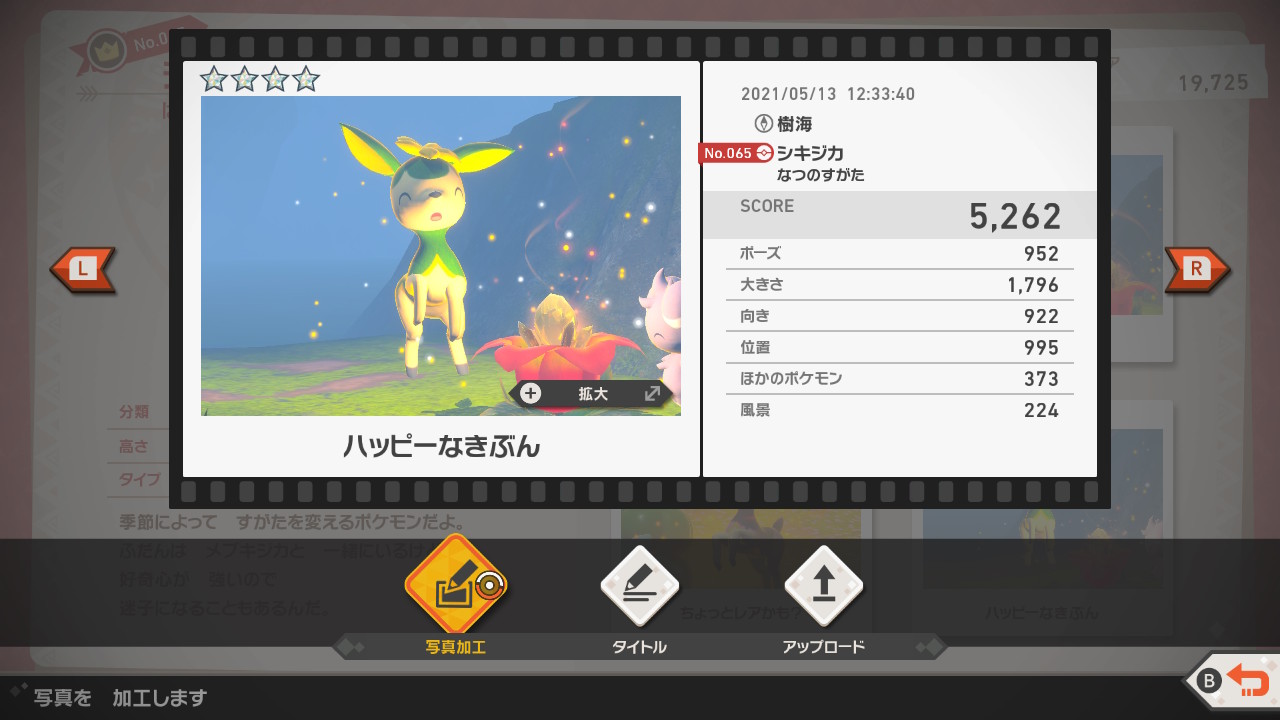 No.0
19,725
2021/05/13 12:33:40
樹海
No.065 シキジカ
なつのすがた
SCORE 5,262
ポーズ 952
大きさ 1,796
向き 922
位置 995
ほかのポケモン 373
風景 224
L
R
+ 拡大
ハッピーなきぶん
分類
高さ
タイプ
季節によって すがたを変えるポケモンだよ。
ふだんは メブキジカと 一緒にいるけ
好奇心が 強いので
迷子になることもあるんだ。
ちょっとレアかも?
ハッピーなきぶん
写真加工
タイトル
アップロード
写真を 加工します
B